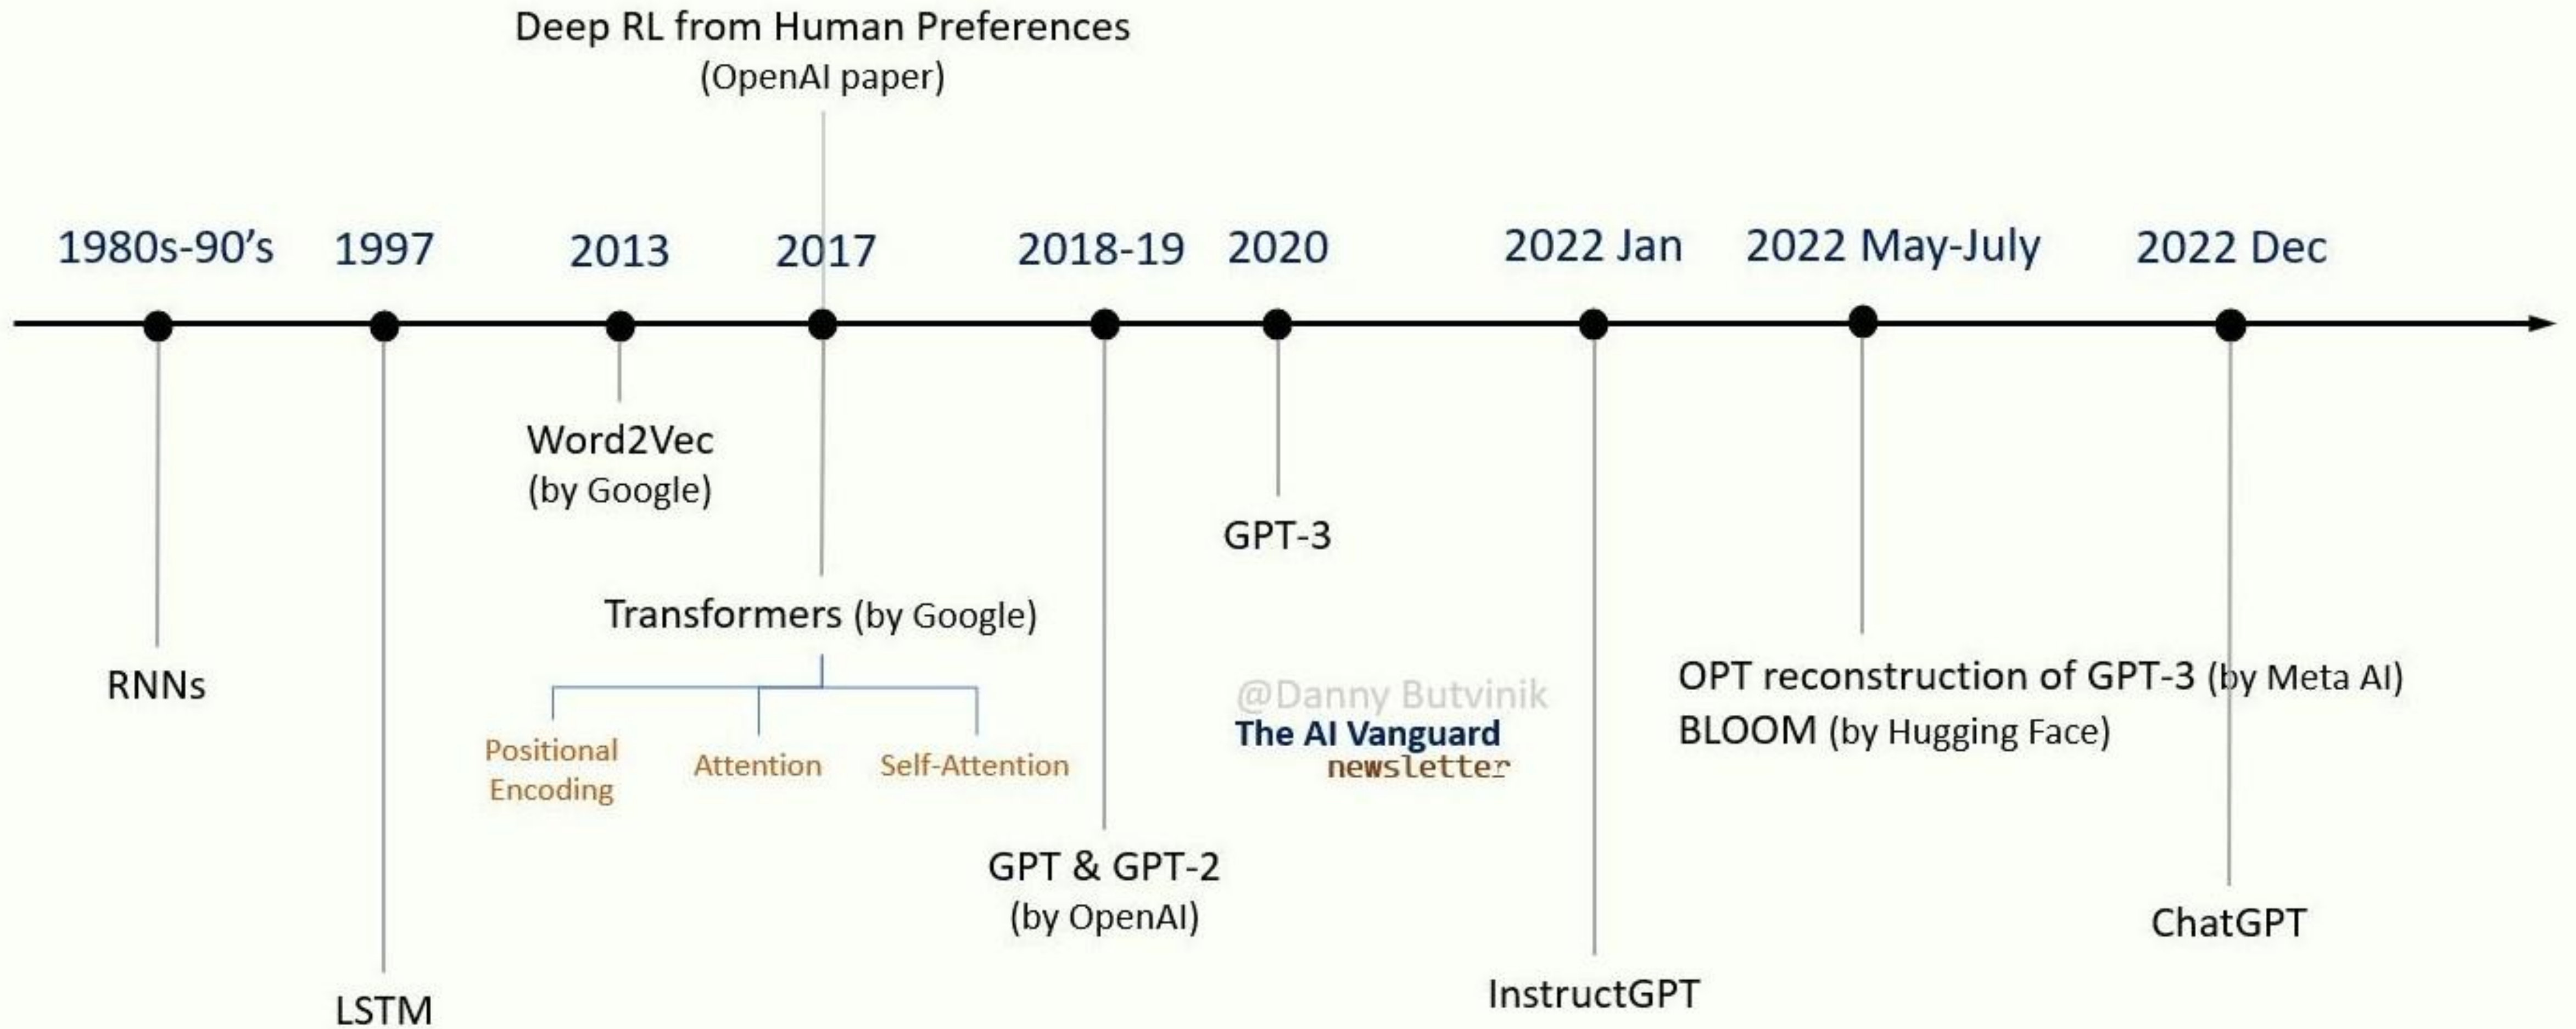 Deep RL from Human Preferences
(OpenAI paper)
1980s-90’s
1997
2013
2017
2018-19
2020
2022 Jan
2022 May-July
2022 Dec
Word2Vec
(by Google)
GPT-3
Transformers (by Google)
RNNs
OPT reconstruction of GPT-3 (by Meta AI)
BLOOM (by Hugging Face)
@Danny Butvinik
The AI Vanguard
newsletter
Positional
Encoding
Attention
Self-Attention
GPT & GPT-2
(by OpenAI)
ChatGPT
InstructGPT
LSTM